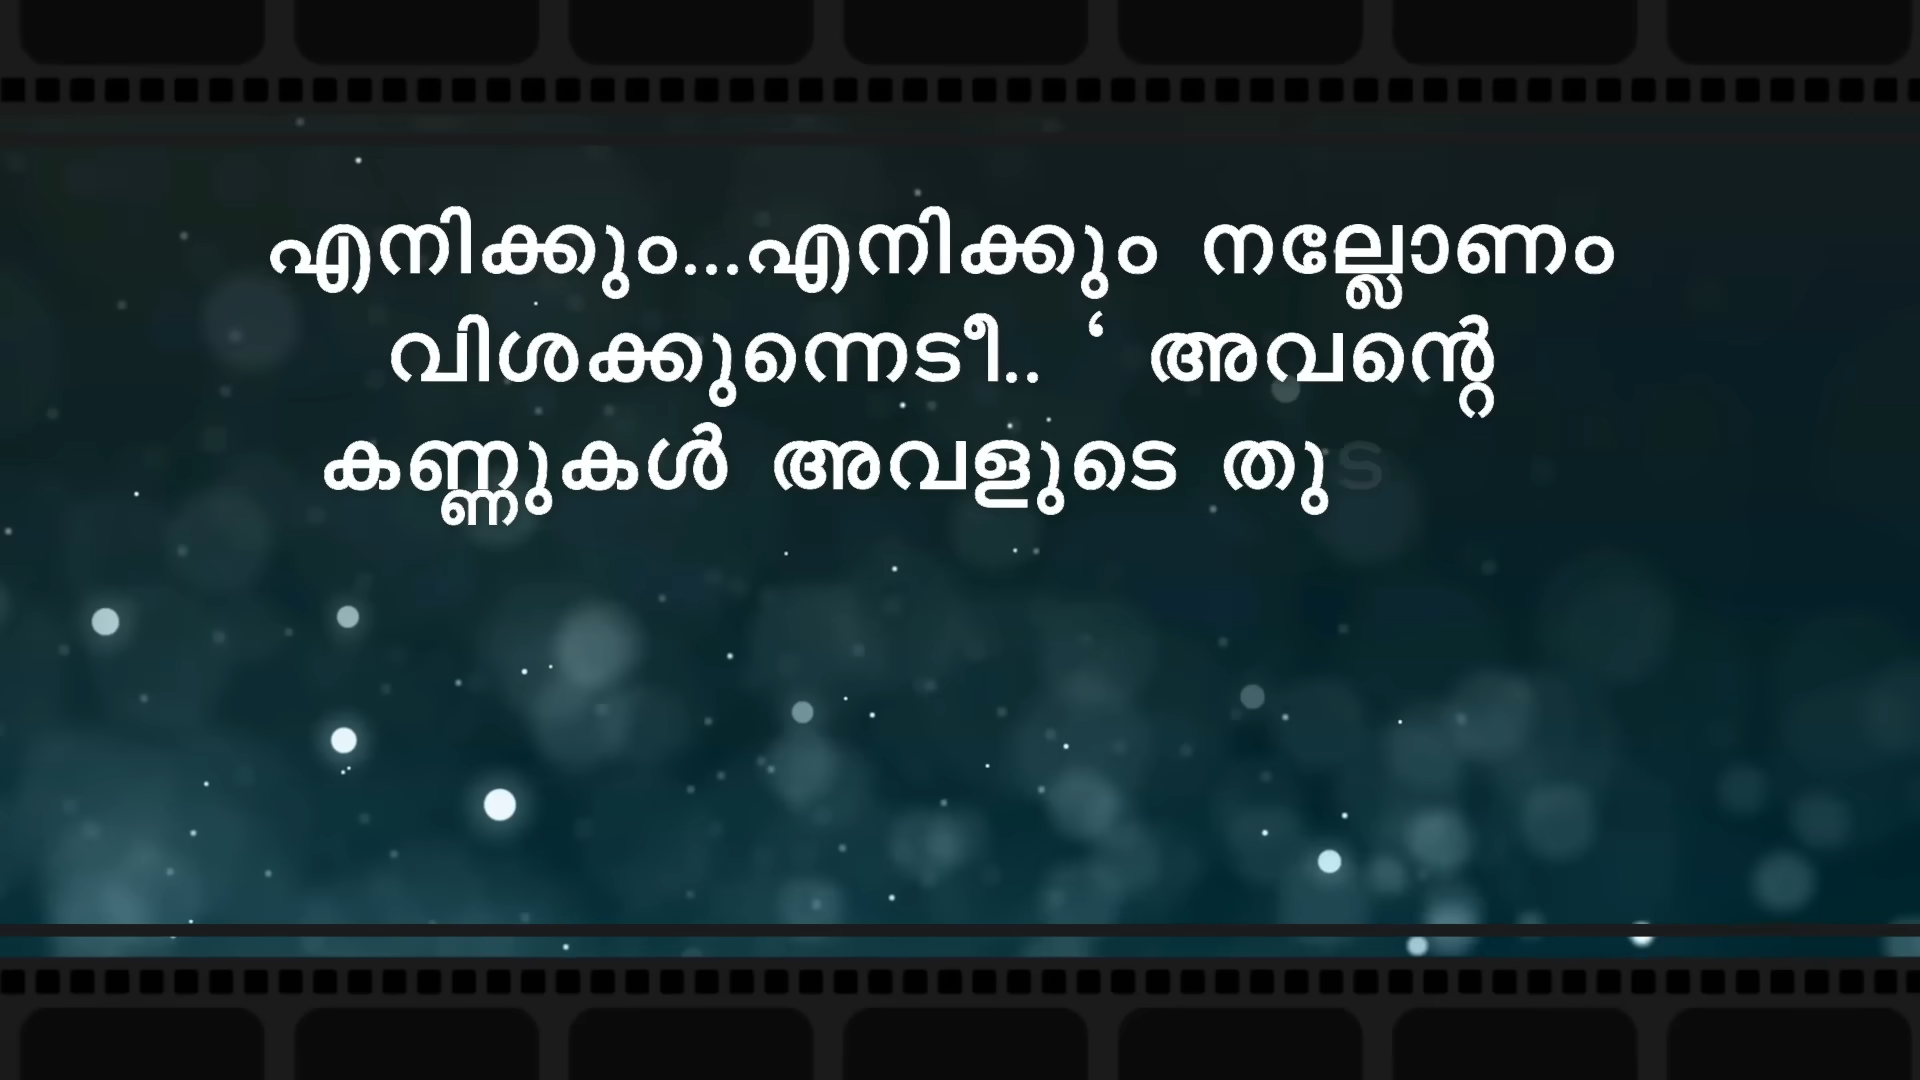 എനിക്കും...എനിക്കും നല്ലോണം
വിശക്കുന്നെടീ.. ‘ അവന്റെ
കണ്ണുകൾ അവളുടെ തുട